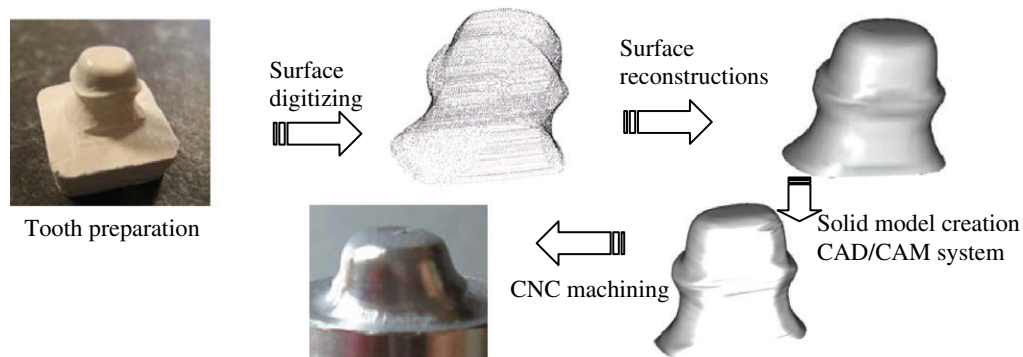 Tooth preparation
Surface
digitizing
Surface
reconstructions
Solid model creation
CAD/CAM system
CNC machining